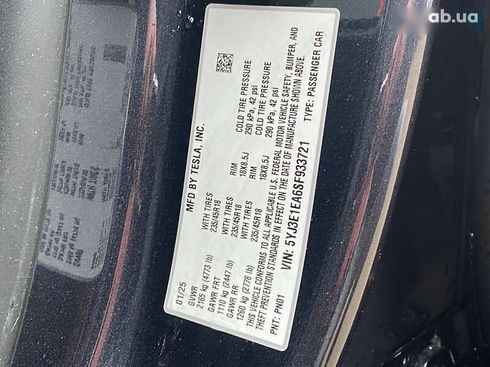 ab.ua
MFD BY TESLA, INC.
01/25
GVWR
2165 kg (4773 lb)
GAWR FRT WITH TIRES RIM COLD TIRE PRESSURE
1110 kg (2447 lb) 235/45R18 18X8.5J 290 kPa, 42 psi
GAWR RR WITH TIRES RIM COLD TIRE PRESSURE
1260 kg (2778 lb) 235/45R18 18X8.5J 290 kPa, 42 psi
THIS VEHICLE CONFORMS TO ALL APPLICABLE U.S. FEDERAL MOTOR VEHICLE SAFETY, BUMPER, AND
THEFT PREVENTION STANDARDS IN EFFECT ON THE DATE OF MANUFACTURE SHOWN ABOVE.
VIN: 5YJ3E1EA6SF933721
PNT: PN01 TYPE: PASSENGER CAR